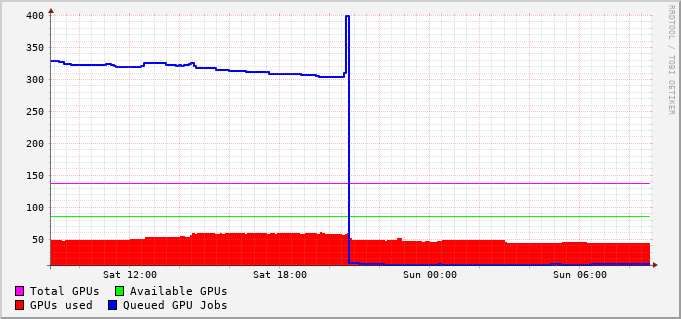 400
350
300
250
200
150
100
50
Sat 12:00 Sat 18:00 Sun 00:00 Sun 06:00
Total GPUs Available GPUs
GPUs used Queued GPU Jobs
RRDTOOL / TOBI OETIKER